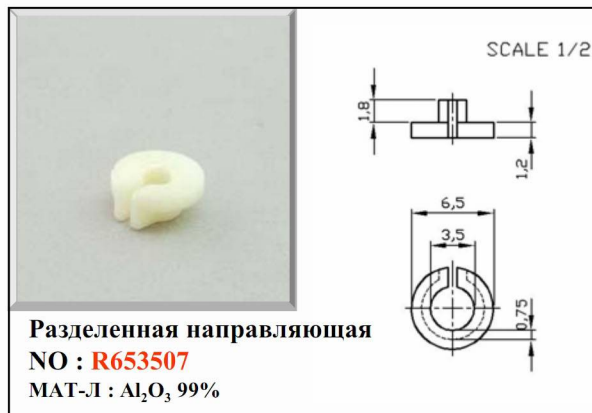 SCALE 1/2
1,8
1,2
6,5
3,5
0,75
Разделенная направляющая
NO : R653507
МАТ-Л : Al₂O₃ 99%